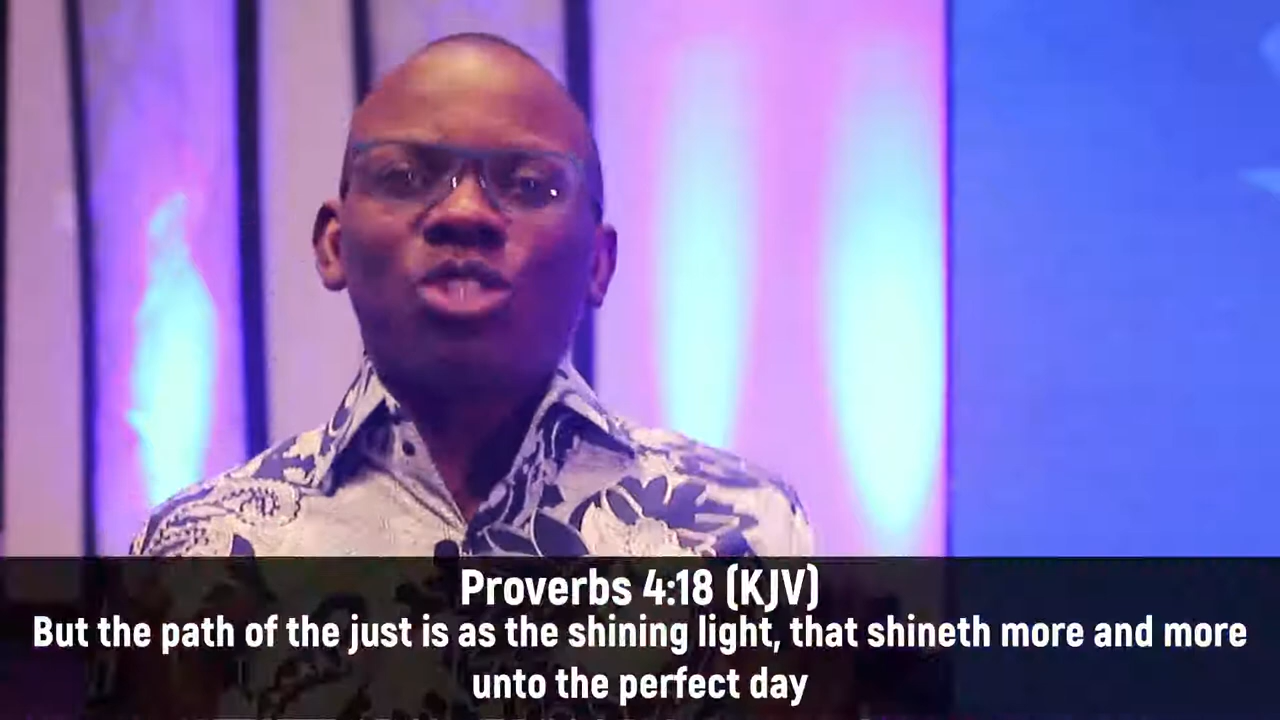 Proverbs 4:18 (KJV)
But the path of the just is as the shining light, that shineth more and more
unto the perfect day